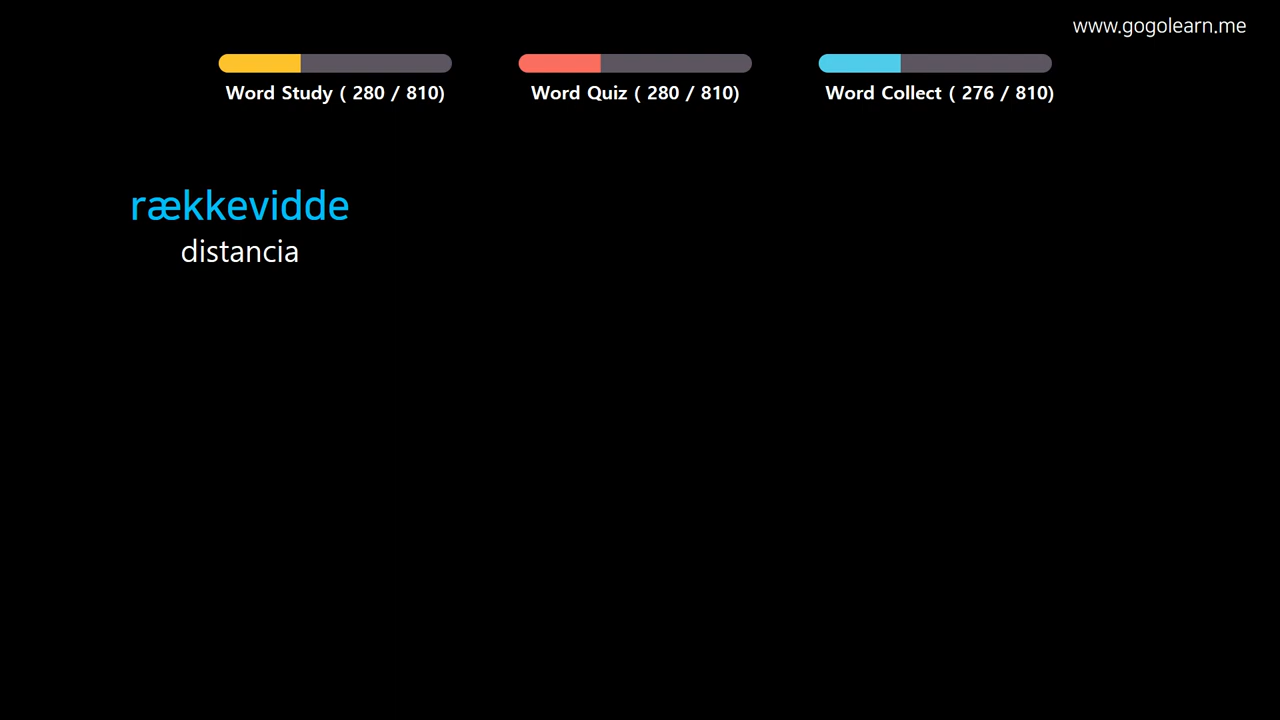 www.gogolearn.me
Word Study ( 280 / 810)
Word Quiz ( 280 / 810)
Word Collect ( 276 / 810)
rækkevidde
distancia